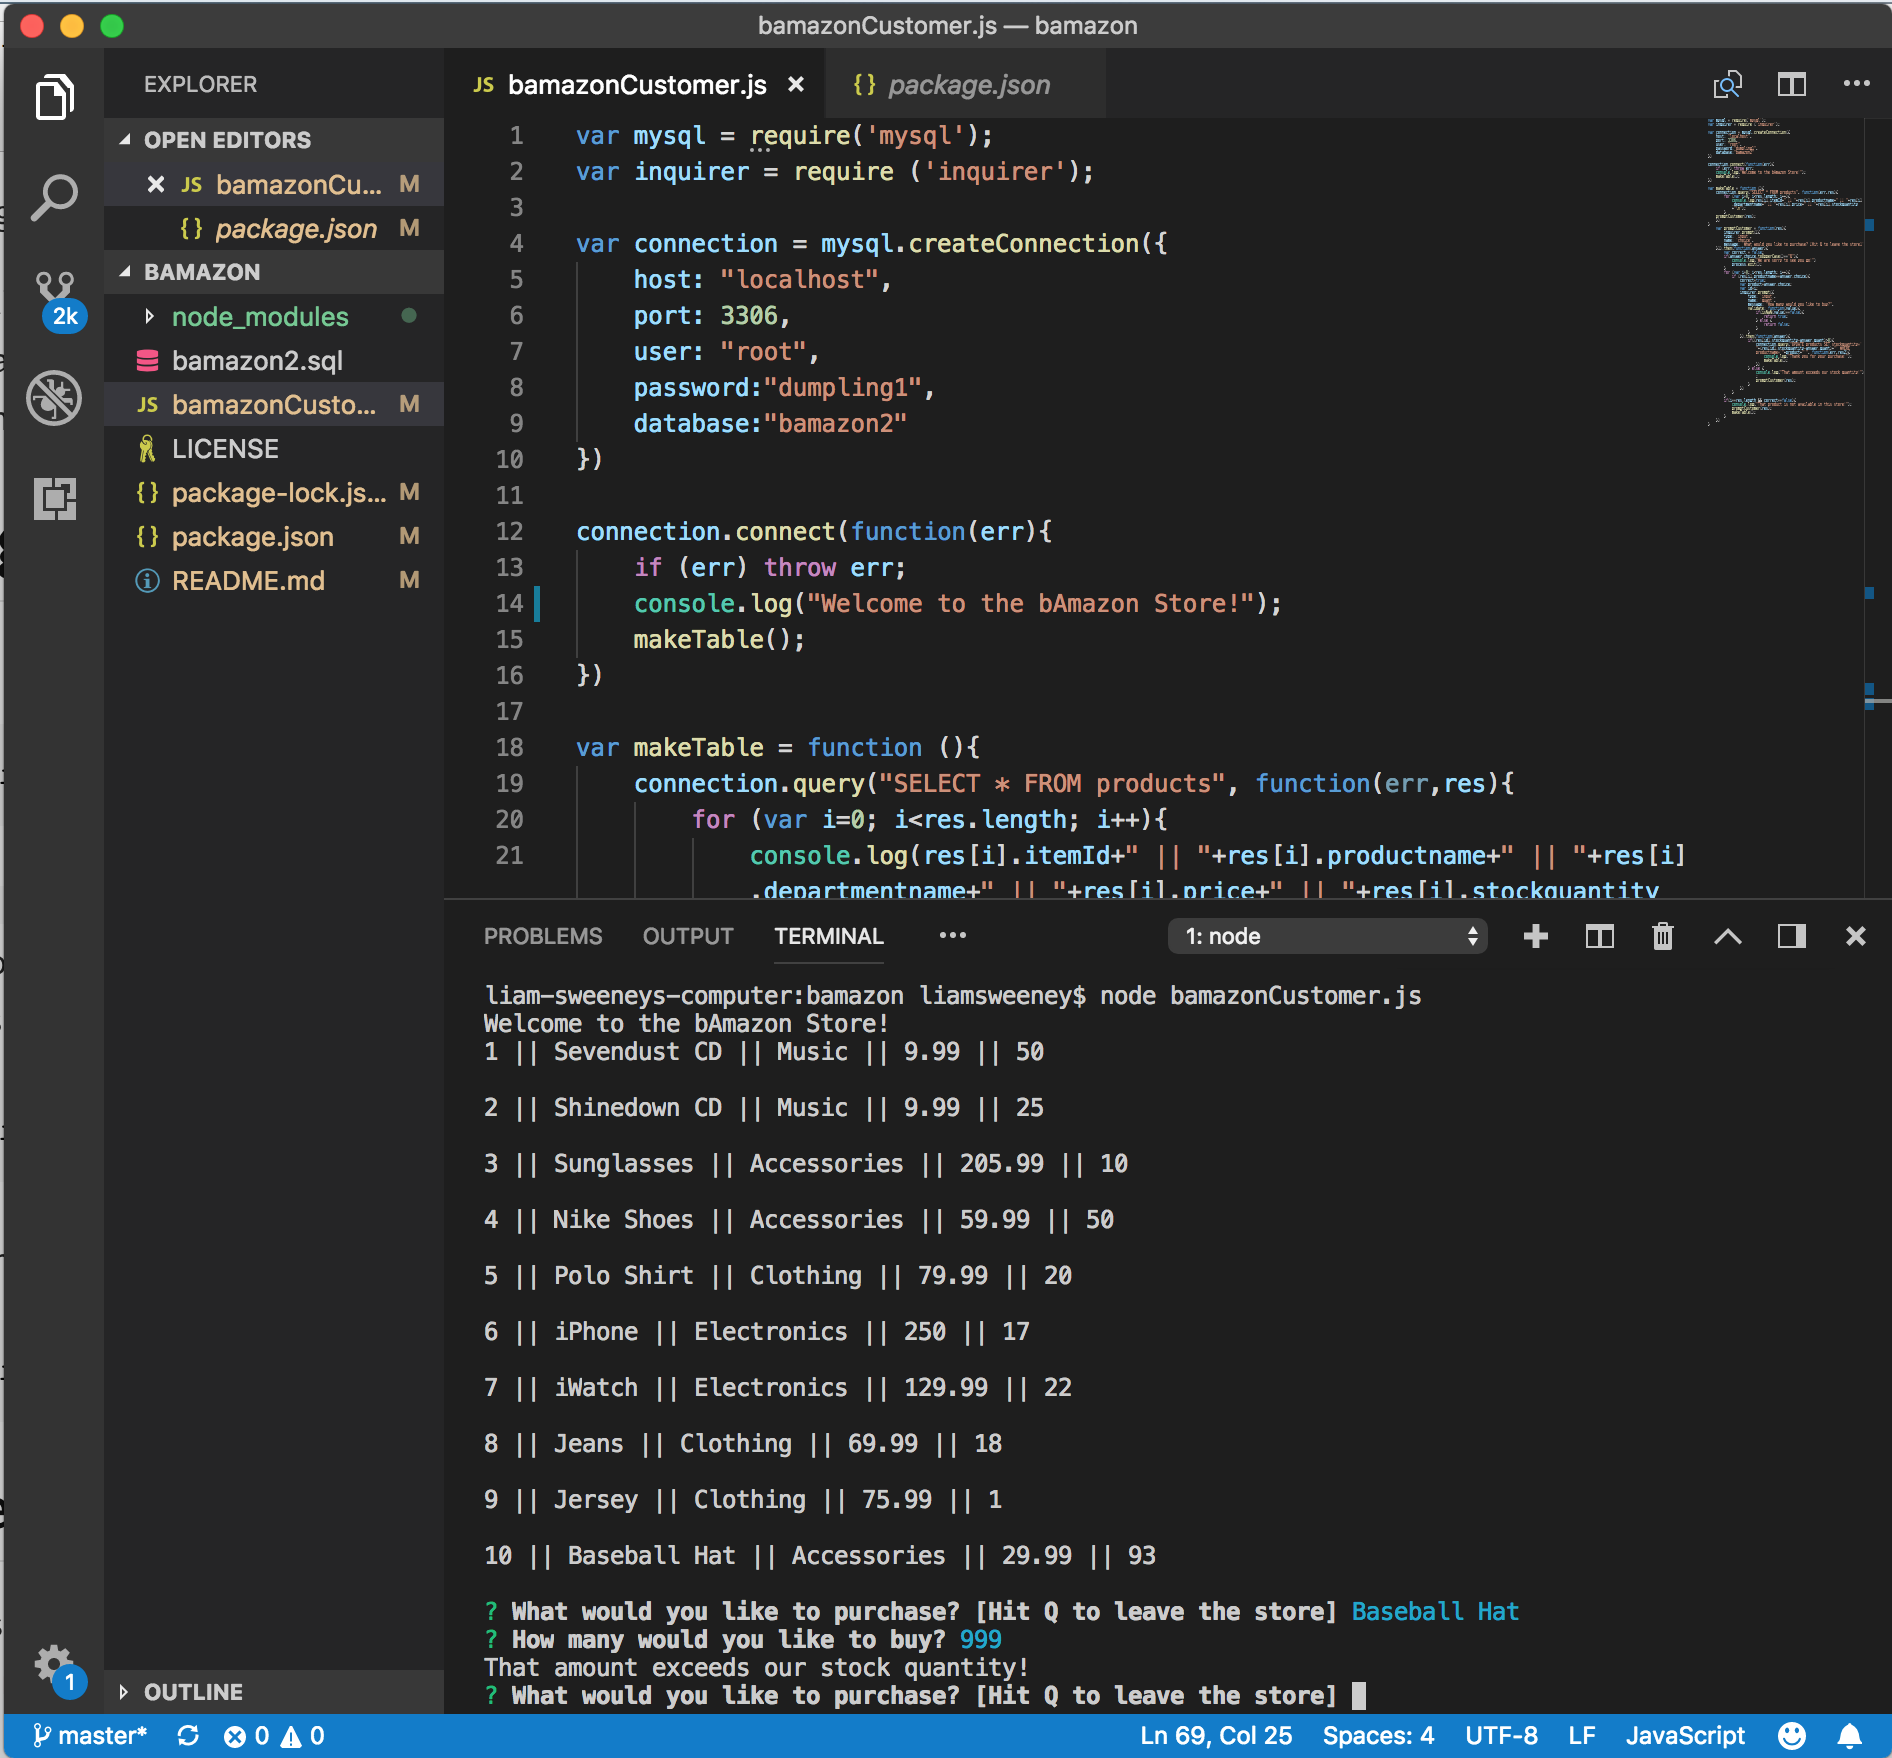 bamazonCustomer.js — bamazon
EXPLORER
OPEN EDITORS
JS bamazonCu... M
{} package.json M
BAMAZON
node_modules
bamazon2.sql
JS bamazonCusto... M
LICENSE
{} package-lock.js... M
{} package.json M
README.md M
OUTLINE
2k
1
JS bamazonCustomer.js
{} package.json
1 var mysql = require('mysql');
2 var inquirer = require ('inquirer');
3
4 var connection = mysql.createConnection({
5 host: "localhost",
6 port: 3306,
7 user: "root",
8 password:"dumpling1",
9 database:"bamazon2"
10 })
11
12 connection.connect(function(err){
13 if (err) throw err;
14 console.log("Welcome to the bAmazon Store!");
15 makeTable();
16 })
17
18 var makeTable = function (){
19 connection.query("SELECT * FROM products", function(err,res){
20 for (var i=0; i<res.length; i++){
21 console.log(res[i].itemId+" || "+res[i].productname+" || "+res[i]
.departmentname+" || "+res[i].price+" || "+res[i].stockquantity
PROBLEMS OUTPUT TERMINAL ••• 1: node
liam-sweeneys-computer:bamazon liamsweeney$ node bamazonCustomer.js
Welcome to the bAmazon Store!
1 || Sevendust CD || Music || 9.99 || 50
2 || Shinedown CD || Music || 9.99 || 25
3 || Sunglasses || Accessories || 205.99 || 10
4 || Nike Shoes || Accessories || 59.99 || 50
5 || Polo Shirt || Clothing || 79.99 || 20
6 || iPhone || Electronics || 250 || 17
7 || iWatch || Electronics || 129.99 || 22
8 || Jeans || Clothing || 69.99 || 18
9 || Jersey || Clothing || 75.99 || 1
10 || Baseball Hat || Accessories || 29.99 || 93
? What would you like to purchase? [Hit Q to leave the store] Baseball Hat
? How many would you like to buy? 999
That amount exceeds our stock quantity!
? What would you like to purchase? [Hit Q to leave the store]
master* 0 0 Ln 69, Col 25 Spaces: 4 UTF-8 LF JavaScript